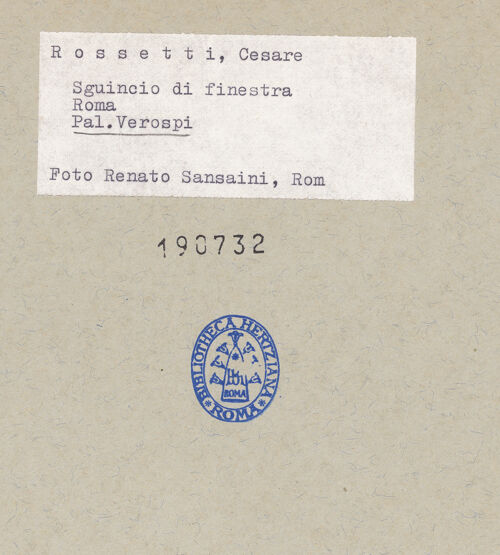 R o s s e t t i, Cesare
Sguincio di finestra
Roma
Pal.Verospi
Foto Renato Sansaini, Rom
190732
BIBLIOTHECA HERTZIANA
ROMA
*ROMA*